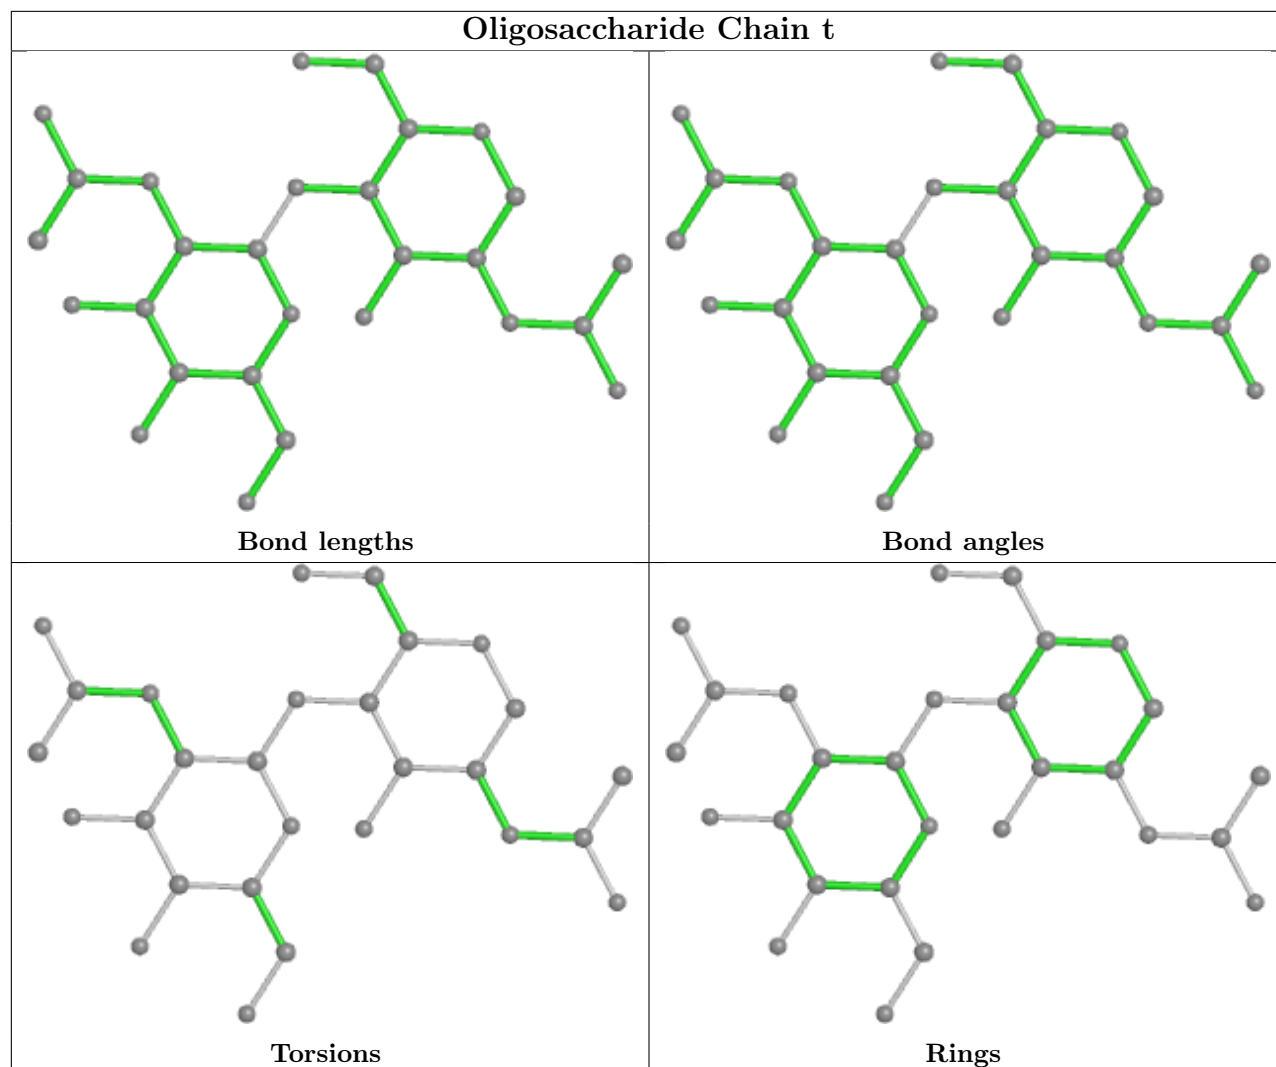 Oligosaccharide Chain t
Bond lengths
Bond angles
Torsions
Rings